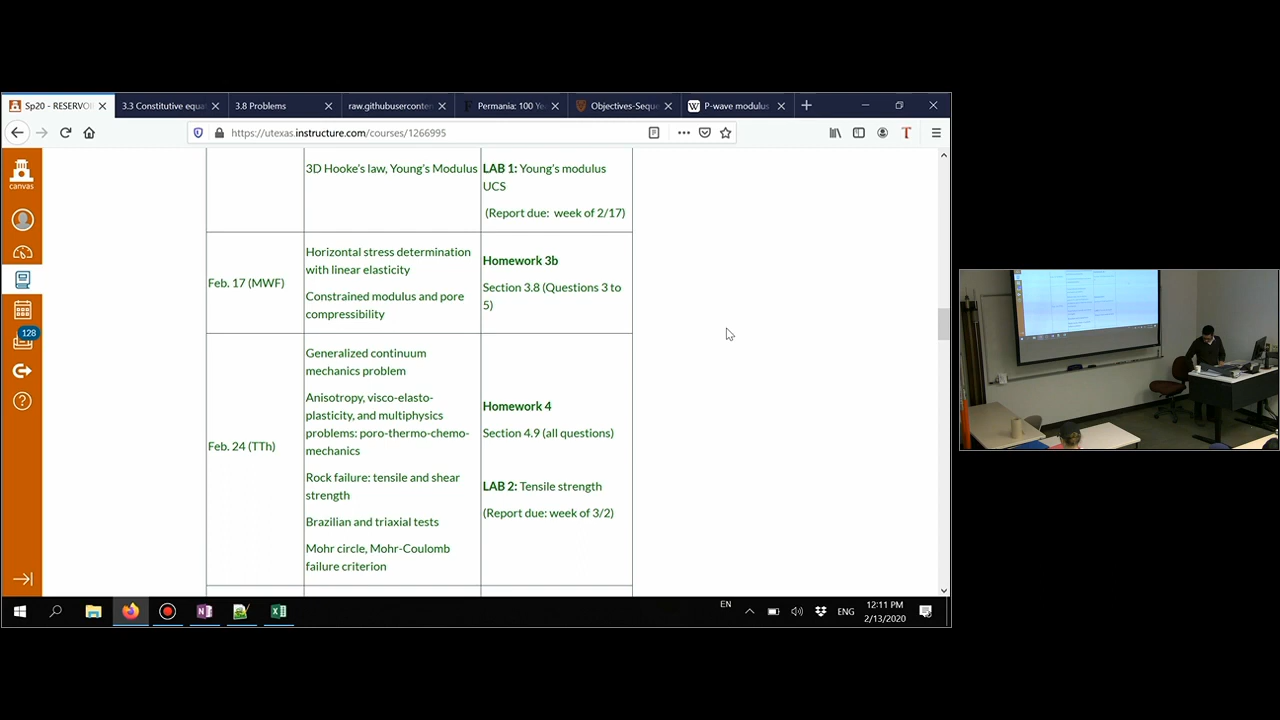 Sp20 - RESERVOI
3.3 Constitutive equa
3.8 Problems
raw.githubuserconten
Permania: 100 Ye
Objectives-Seque
P-wave modulus
https://utexas.instructure.com/courses/1266995
canvas
128
3D Hooke's law, Young's Modulus
LAB 1: Young's modulus
UCS
(Report due: week of 2/17)
Feb. 17 (MWF)
Horizontal stress determination
with linear elasticity
Constrained modulus and pore
compressibility
Homework 3b
Section 3.8 (Questions 3 to
5)
Feb. 24 (TTh)
Generalized continuum
mechanics problem
Anisotropy, visco-elasto-
plasticity, and multiphysics
problems: poro-thermo-chemo-
mechanics
Rock failure: tensile and shear
strength
Brazilian and triaxial tests
Mohr circle, Mohr-Coulomb
failure criterion
Homework 4
Section 4.9 (all questions)
LAB 2: Tensile strength
(Report due: week of 3/2)
EN
ENG
12:11 PM
2/13/2020